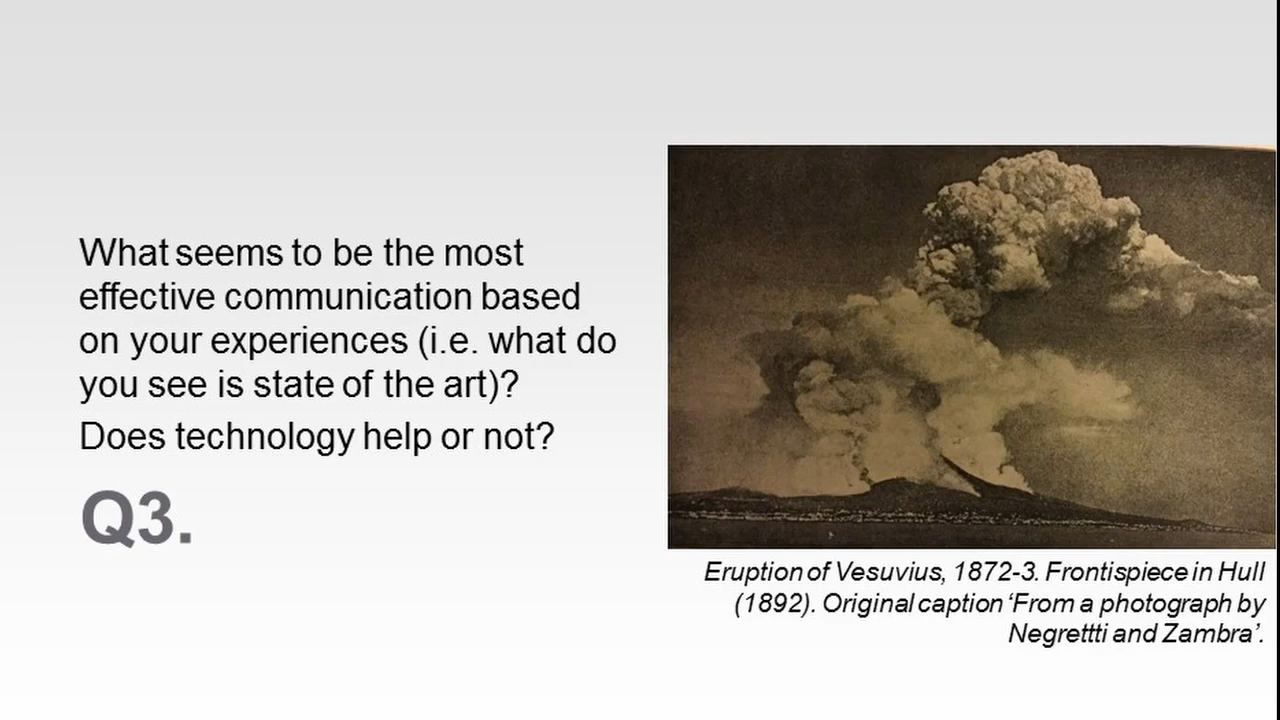 What seems to be the most
effective communication based
on your experiences (i.e. what do
you see is state of the art)?
Does technology help or not?
Q3.
Eruption of Vesuvius, 1872-3. Frontispiece in Hull
(1892). Original caption ‘From a photograph by
Negrettti and Zambra’.